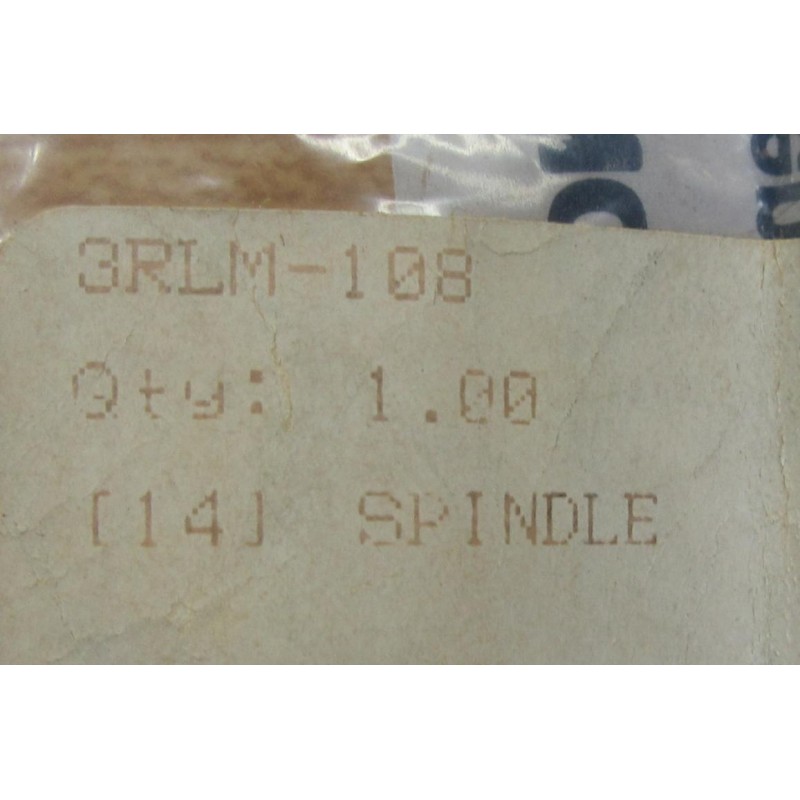 3RLM-108
Qty: 1.00
[14] SPINDLE